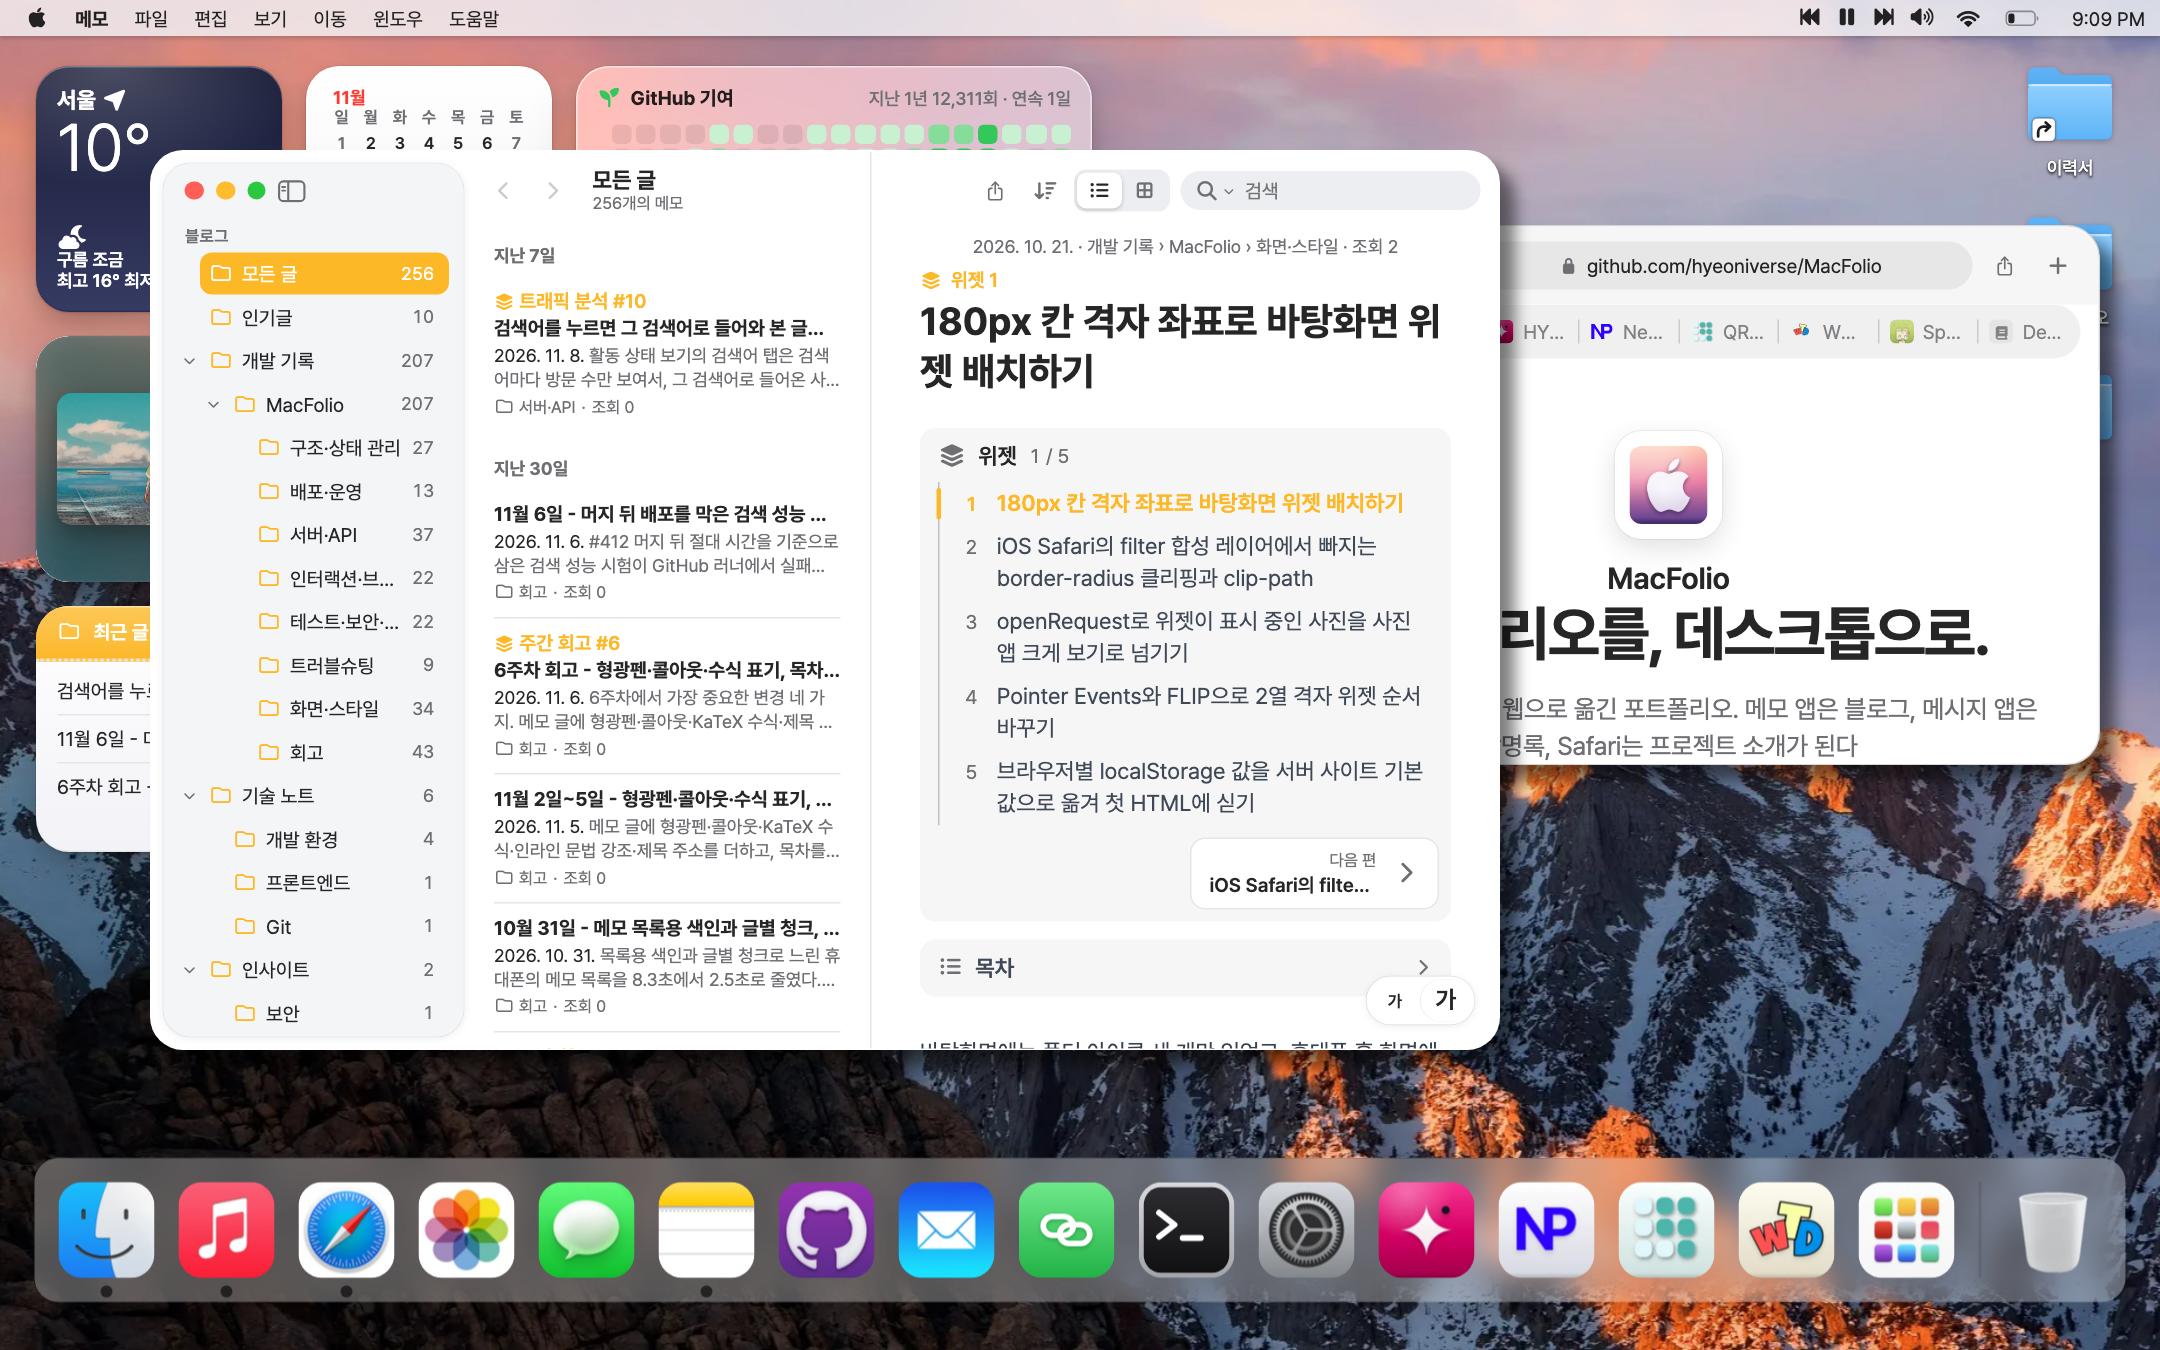 메모 파일 편집 보기 이동 윈도우 도움말
9:09 PM
서울
10°
구름 조금
최고 16° 최저
11월
일 월 화 수 목 금 토
1 2 3 4 5 6 7
GitHub 기여
지난 1년 12,311회 · 연속 1일
이력서
최근 글
검색어를 누르
11월 6일 -
6주차 회고 -
블로그
모든 글 256
인기글 10
개발 기록 207
MacFolio 207
구조·상태 관리 27
배포·운영 13
서버·API 37
인터랙션·브... 22
테스트·보안·... 22
트러블슈팅 9
화면·스타일 34
회고 43
기술 노트 6
개발 환경 4
프론트엔드 1
Git 1
인사이트 2
보안 1
모든 글
256개의 메모
지난 7일
트래픽 분석 #10
검색어를 누르면 그 검색어로 들어와 본 글...
2026. 11. 8. 활동 상태 보기의 검색어 탭은 검색
어마다 방문 수만 보여서, 그 검색어로 들어온 사...
서버·API · 조회 0
지난 30일
11월 6일 - 머지 뒤 배포를 막은 검색 성능 ...
2026. 11. 6. #412 머지 뒤 절대 시간을 기준으로
삼은 검색 성능 시험이 GitHub 러너에서 실패...
회고 · 조회 0
주간 회고 #6
6주차 회고 - 형광펜·콜아웃·수식 표기, 목차...
2026. 11. 6. 6주차에서 가장 중요한 변경 네 가
지. 메모 글에 형광펜·콜아웃·KaTeX 수식·제목 ...
회고 · 조회 0
11월 2일~5일 - 형광펜·콜아웃·수식 표기, ...
2026. 11. 5. 메모 글에 형광펜·콜아웃·KaTeX 수
식·인라인 문법 강조·제목 주소를 더하고, 목차를...
회고 · 조회 0
10월 31일 - 메모 목록용 색인과 글별 청크, ...
2026. 10. 31. 목록용 색인과 글별 청크로 느린 휴
대폰의 메모 목록을 8.3초에서 2.5초로 줄였다....
회고 · 조회 0
검색
2026. 10. 21. · 개발 기록 › MacFolio › 화면·스타일 · 조회 2
위젯 1
180px 칸 격자 좌표로 바탕화면 위
젯 배치하기
위젯 1 / 5
1 180px 칸 격자 좌표로 바탕화면 위젯 배치하기
2 iOS Safari의 filter 합성 레이어에서 빠지는
border-radius 클리핑과 clip-path
3 openRequest로 위젯이 표시 중인 사진을 사진
앱 크게 보기로 넘기기
4 Pointer Events와 FLIP으로 2열 격자 위젯 순서
바꾸기
5 브라우저별 localStorage 값을 서버 사이트 기본
값으로 옮겨 첫 HTML에 싣기
다음 편
iOS Safari의 filte...
목차
가 가
github.com/hyeoniverse/MacFolio
HY... NP Ne... QR... W... Sp... De...
MacFolio
리오를, 데스크톱으로.
웹으로 옮긴 포트폴리오. 메모 앱은 블로그, 메시지 앱은
명록, Safari는 프로젝트 소개가 된다
NP
WTD